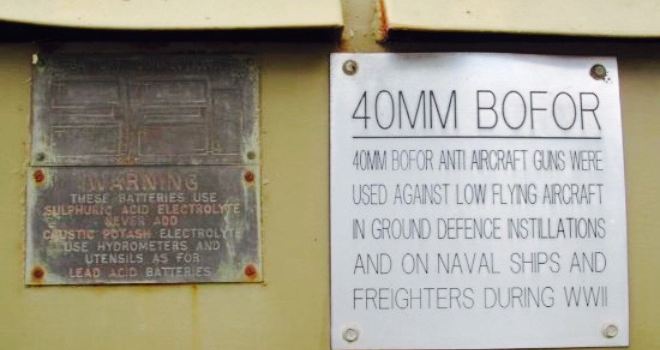 WARNING
THESE BATTERIES USE
SULPHURIC ACID ELECTROLYTE
NEVER ADD
CAUSTIC POTASH ELECTROLYTE
USE HYDROMETERS AND
UTENSILS AS FOR
LEAD ACID BATTERIES
40MM BOFOR
40MM BOFOR ANTI AIRCRAFT GUNS WERE
USED AGAINST LOW FLYING AIRCRAFT
IN GROUND DEFENCE INSTILLATIONS
AND ON NAVAL SHIPS AND
FREIGHTERS DURING WWII